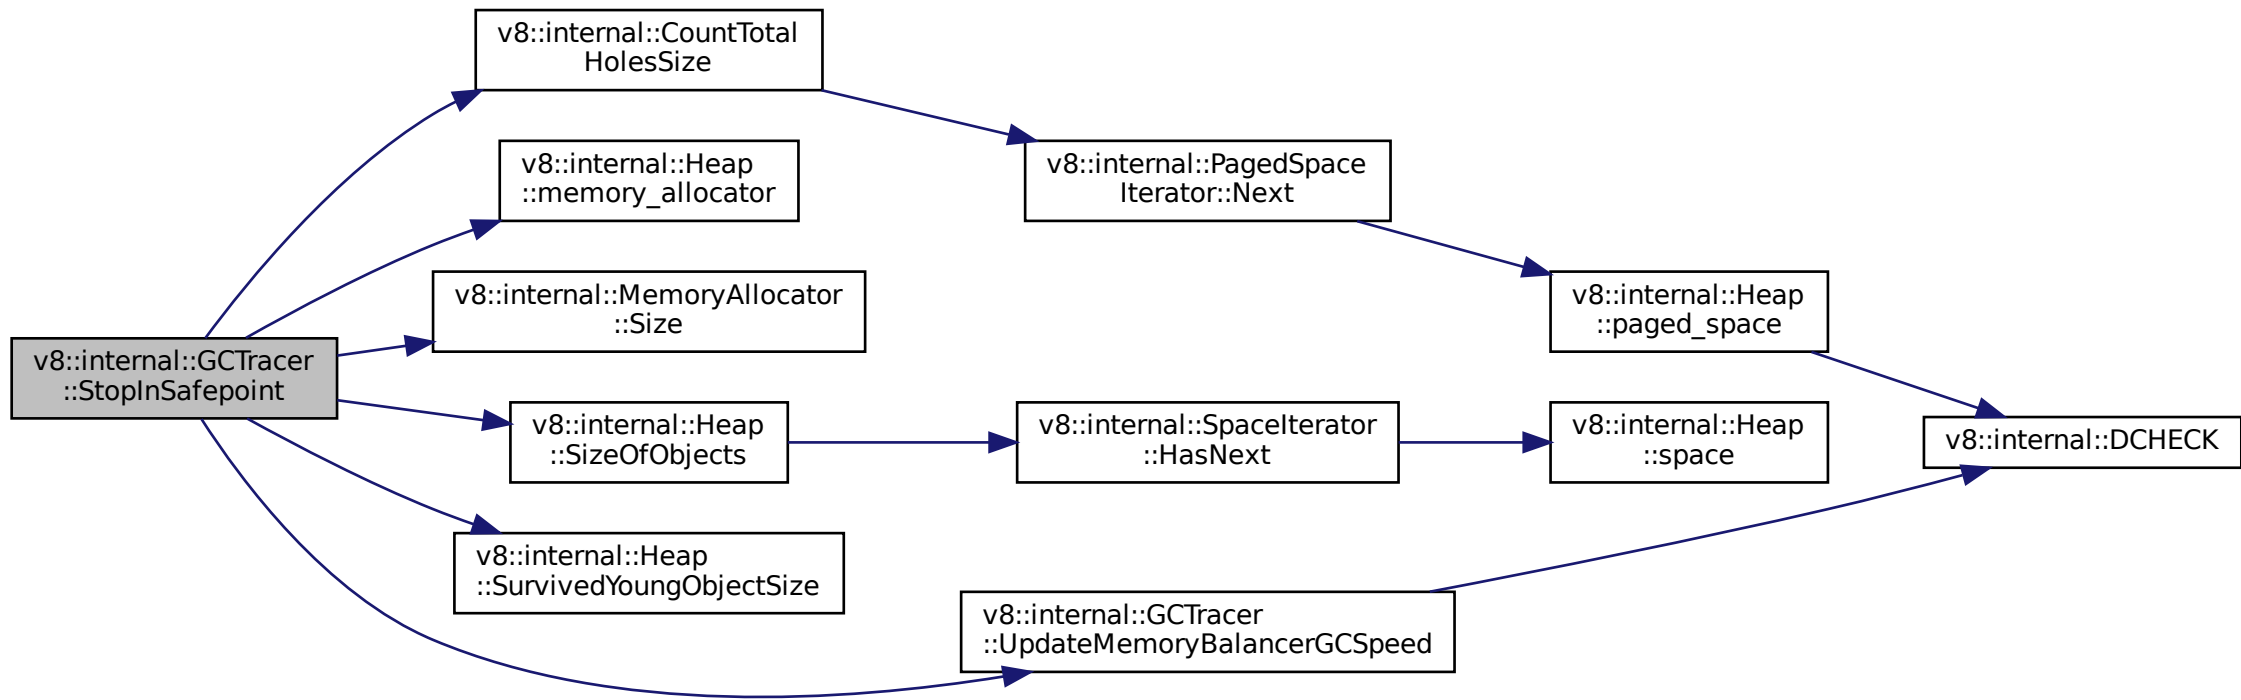 v8::internal::CountTotal
HolesSize
v8::internal::Heap
::memory_allocator
v8::internal::PagedSpace
Iterator::Next
v8::internal::MemoryAllocator
::Size
v8::internal::Heap
::paged_space
v8::internal::GCTracer
::StopInSafepoint
v8::internal::Heap
::SizeOfObjects
v8::internal::SpaceIterator
::HasNext
v8::internal::Heap
::space
v8::internal::DCHECK
v8::internal::Heap
::SurvivedYoungObjectSize
v8::internal::GCTracer
::UpdateMemoryBalancerGCSpeed